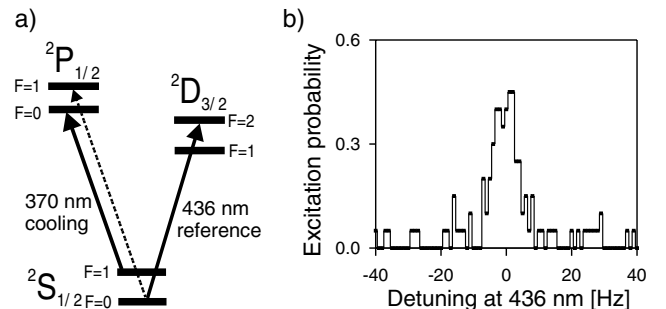 a)
²P₁/₂
F=1
F=0
²D₃/₂
F=2
F=1
370 nm
cooling
436 nm
reference
²S₁/₂
F=1
F=0
b)
Excitation probability
0.6
0.3
0.0
-40 -20 0 20 40
Detuning at 436 nm [Hz]